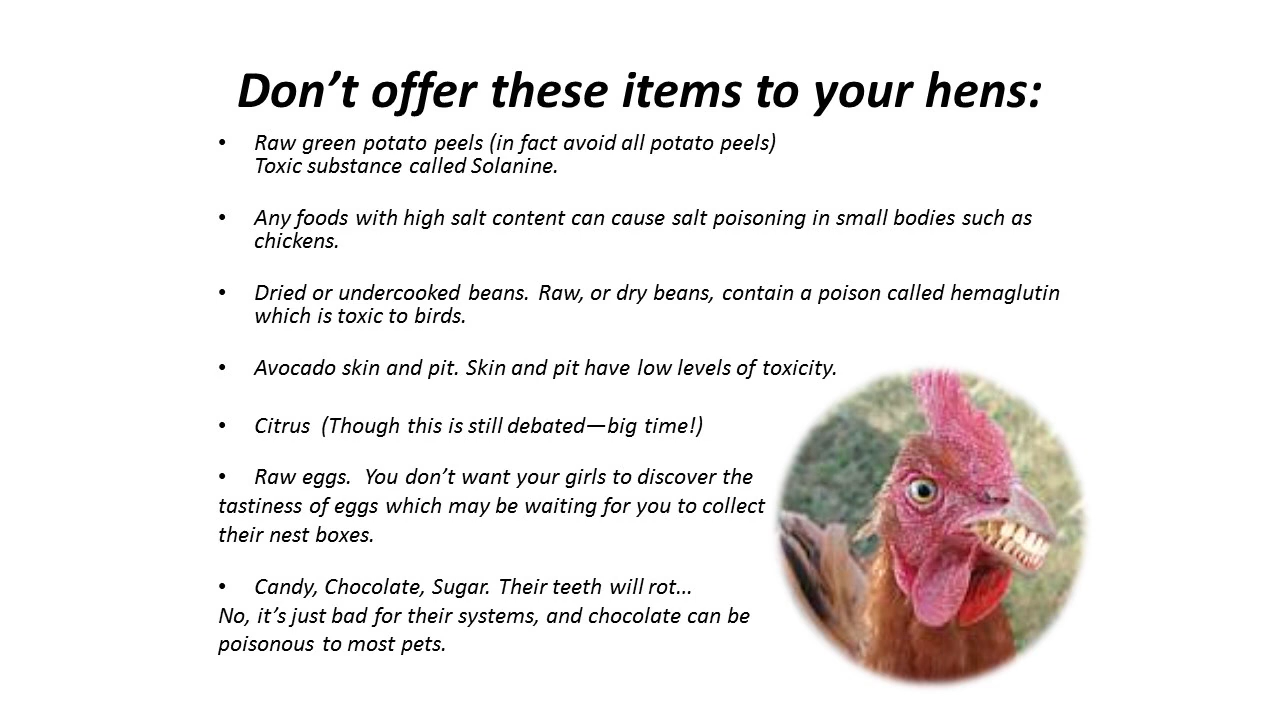 Don’t offer these items to your hens:
• Raw green potato peels (in fact avoid all potato peels)
Toxic substance called Solanine.
• Any foods with high salt content can cause salt poisoning in small bodies such as
chickens.
• Dried or undercooked beans. Raw, or dry beans, contain a poison called hemaglutin
which is toxic to birds.
• Avocado skin and pit. Skin and pit have low levels of toxicity.
• Citrus (Though this is still debated—big time!)
• Raw eggs. You don’t want your girls to discover the
tastiness of eggs which may be waiting for you to collect
their nest boxes.
• Candy, Chocolate, Sugar. Their teeth will rot…
No, it’s just bad for their systems, and chocolate can be
poisonous to most pets.